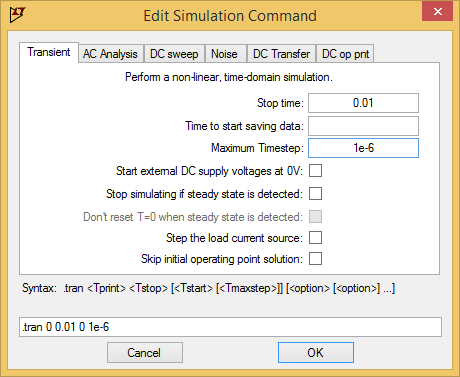 Edit Simulation Command
Transient AC Analysis DC sweep Noise DC Transfer DC op pnt
Perform a non-linear, time-domain simulation.
Stop time: 0.01
Time to start saving data:
Maximum Timestep: 1e-6
Start external DC supply voltages at 0V:
Stop simulating if steady state is detected:
Don't reset T=0 when steady state is detected:
Step the load current source:
Skip initial operating point solution:
Syntax: .tran <Tprint> <Tstop> [<Tstart> [<Tmaxstep>]] [<option> [<option>] ...]
.tran 0 0.01 0 1e-6
Cancel OK